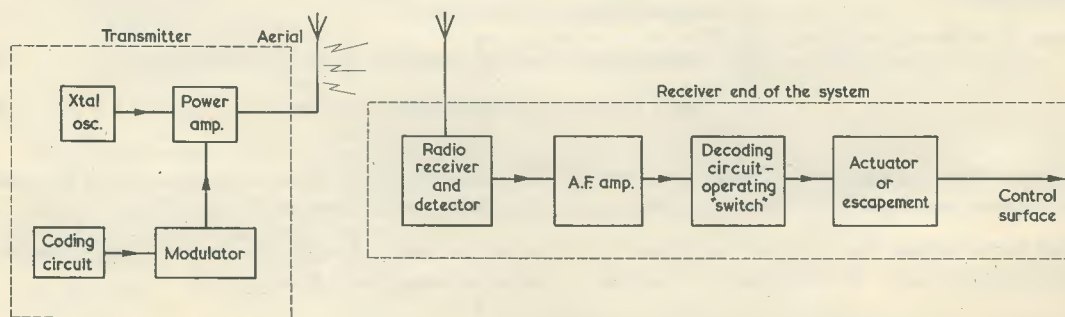 Transmitter
Aerial
Xtal
osc.
Power
amp.
Coding
circuit
Modulator
Receiver end of the system
Radio
receiver
and
detector
A.F. amp.
Decoding
circuit-
operating
"switch"
Actuator
or
escapement
Control
surface